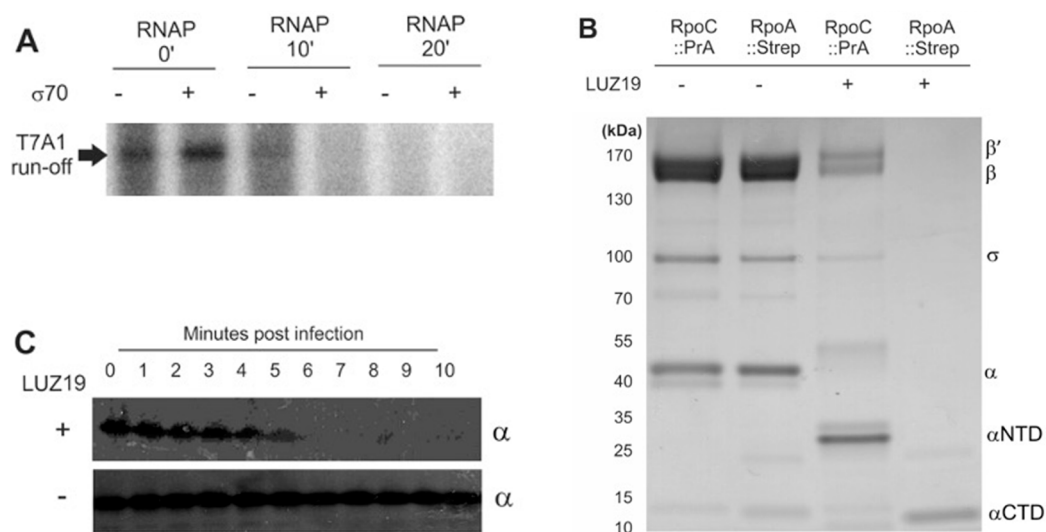 A
RNAP 0' RNAP 10' RNAP 20'
σ70 - + - + - +
T7A1 run-off
B
RpoC ::PrA RpoA ::Strep RpoC ::PrA RpoA ::Strep
LUZ19 - - + +
(kDa)
170 β'
β
130
100 σ
70
55
40 α
35
25 αNTD
15 αCTD
10
C
Minutes post infection
0 1 2 3 4 5 6 7 8 9 10
LUZ19
+ α
- α